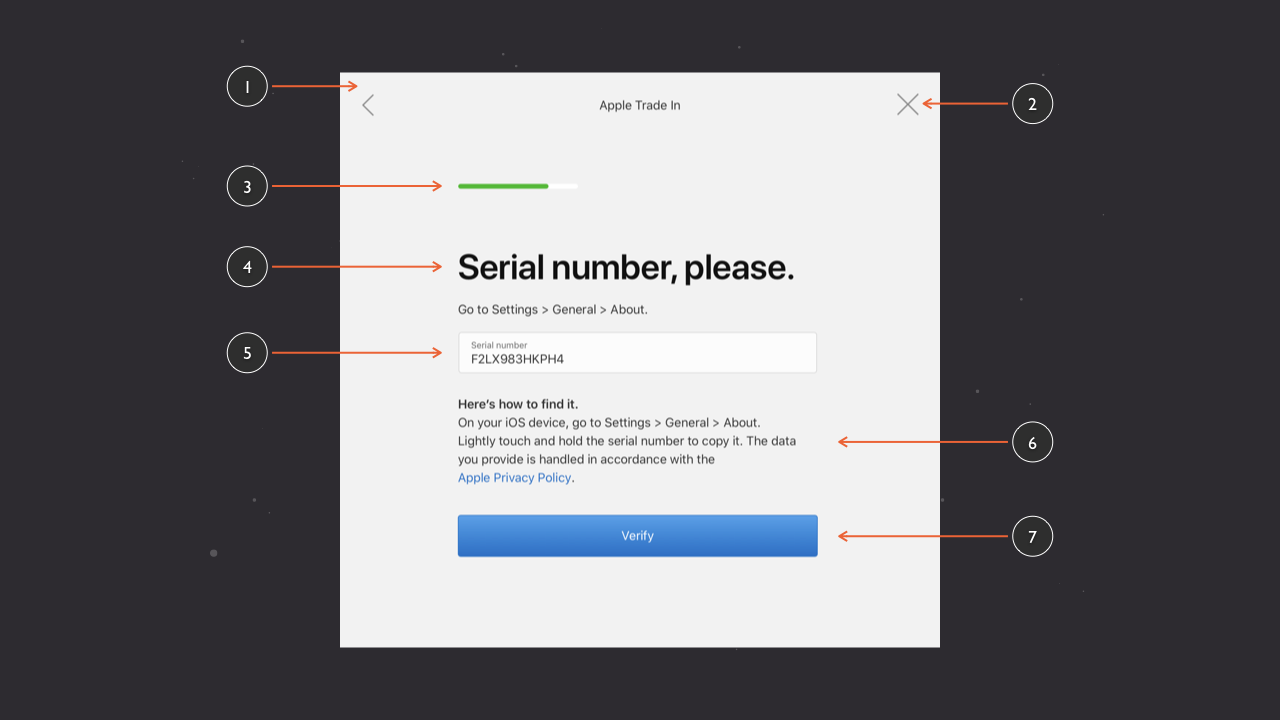 1
Apple Trade In
2
3
4
Serial number, please.
Go to Settings > General > About.
5
Serial number
F2LX983HKPH4
Here's how to find it.
On your iOS device, go to Settings > General > About.
Lightly touch and hold the serial number to copy it. The data
6
you provide is handled in accordance with the
Apple Privacy Policy.
Verify
7